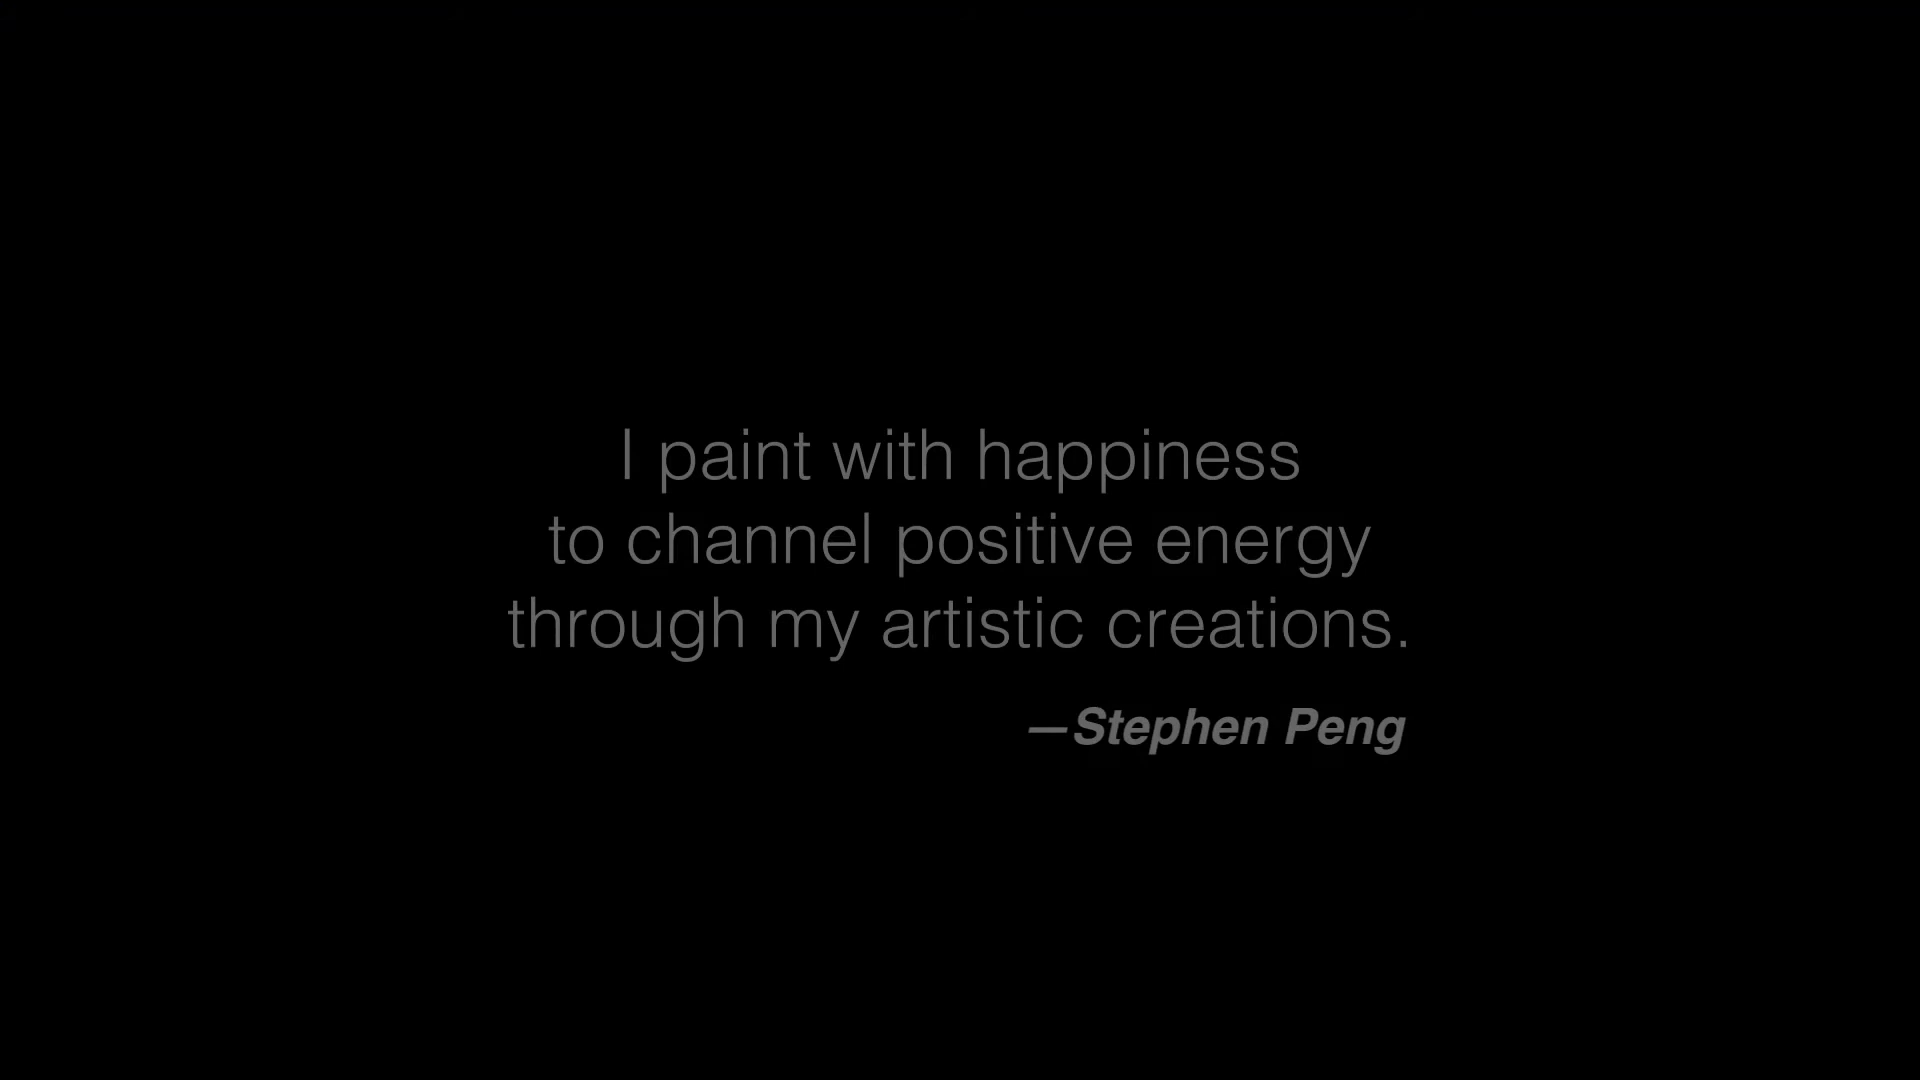 I paint with happiness
to channel positive energy
through my artistic creations.
—Stephen Peng